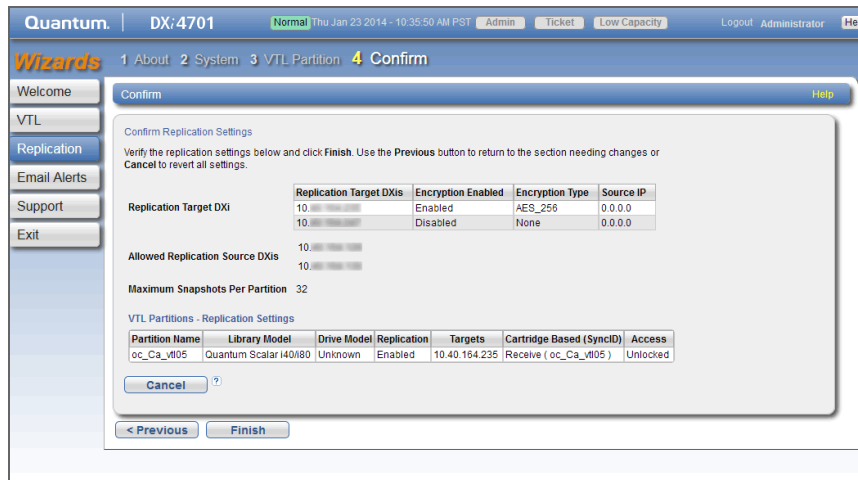 Quantum. DXi4701 Normal Thu Jan 23 2014 - 10:35:50 AM PST Admin Ticket Low Capacity Logout Administrator He
Wizards 1 About 2 System 3 VTL Partition 4 Confirm
Welcome
VTL
Replication
Email Alerts
Support
Exit
Confirm Help
Confirm Replication Settings
Verify the replication settings below and click Finish. Use the Previous button to return to the section needing changes or
Cancel to revert all settings.
Replication Target DXi
Replication Target DXis Encryption Enabled Encryption Type Source IP
10. Enabled AES_256 0.0.0.0
10. Disabled None 0.0.0.0
Allowed Replication Source DXis
10.
10.
Maximum Snapshots Per Partition 32
VTL Partitions - Replication Settings
Partition Name Library Model Drive Model Replication Targets Cartridge Based (SyncID) Access
oc_Ca_vtl05 Quantum Scalar i40/i80 Unknown Enabled 10.40.164.235 Receive ( oc_Ca_vtl05 ) Unlocked
Cancel ?
< Previous Finish